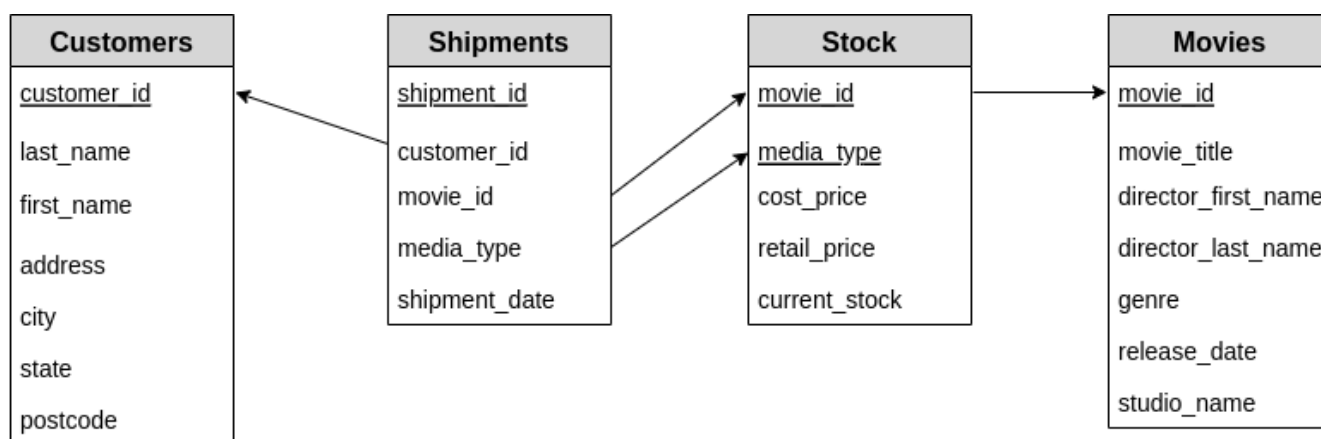 Customers
customer_id
last_name
first_name
address
city
state
postcode
Shipments
shipment_id
customer_id
movie_id
media_type
shipment_date
Stock
movie_id
media_type
cost_price
retail_price
current_stock
Movies
movie_id
movie_title
director_first_name
director_last_name
genre
release_date
studio_name